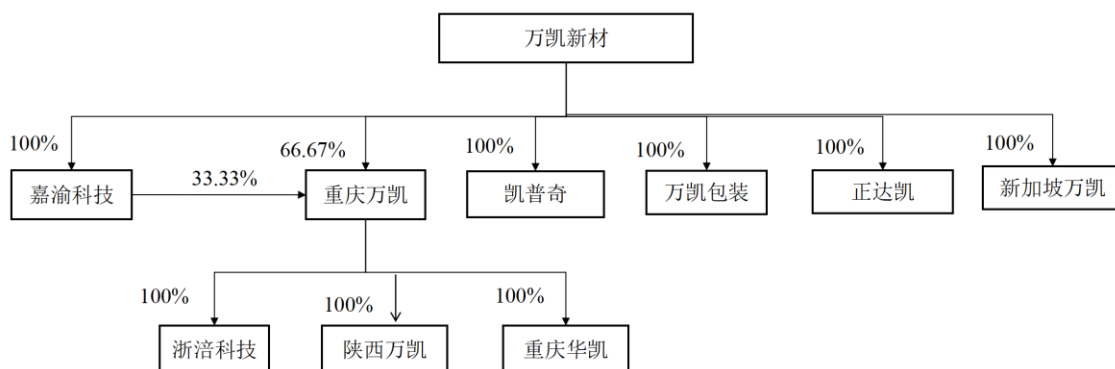 万凯新材
100%
66.67%
100%
100%
100%
100%
嘉渝科技
33.33%
重庆万凯
凯普奇
万凯包装
正达凯
新加坡万凯
100%
100%
100%
浙涪科技
陕西万凯
重庆华凯